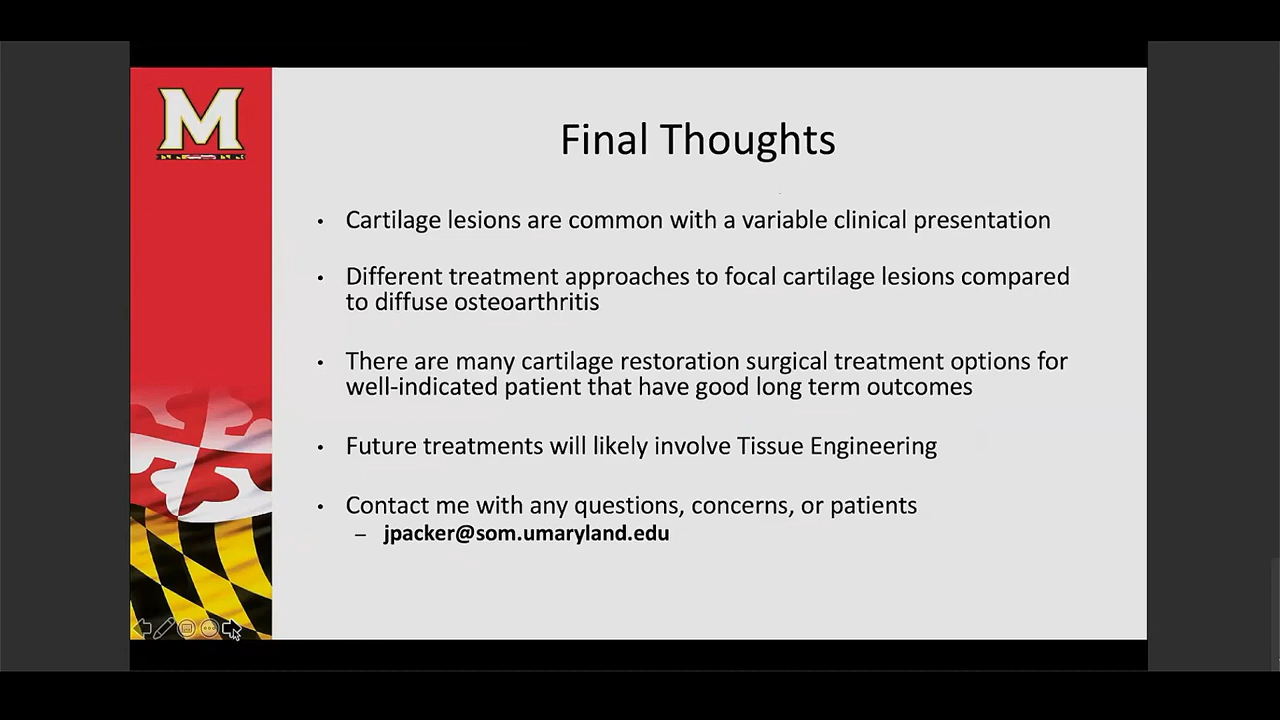 M
Final Thoughts
• Cartilage lesions are common with a variable clinical presentation
• Different treatment approaches to focal cartilage lesions compared
to diffuse osteoarthritis
• There are many cartilage restoration surgical treatment options for
well-indicated patient that have good long term outcomes
• Future treatments will likely involve Tissue Engineering
• Contact me with any questions, concerns, or patients
– jpacker@som.umaryland.edu